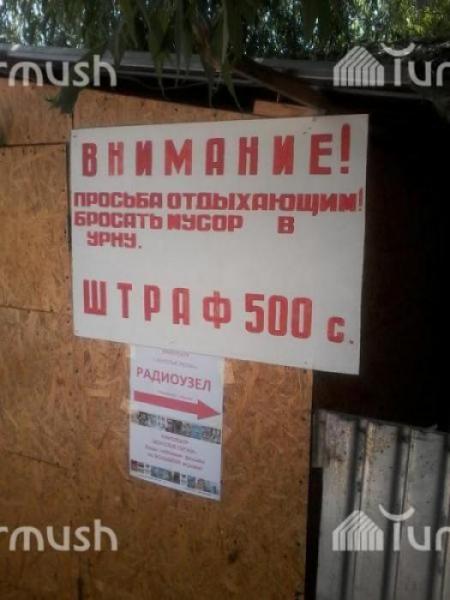 ВНИМАНИЕ!
ПРОСЬБА ОТДЫХАЮЩИМ!
БРОСАТЬ МУСОР В
УРНУ.
ШТРАФ 500 с.
РАДИОУЗЕЛ